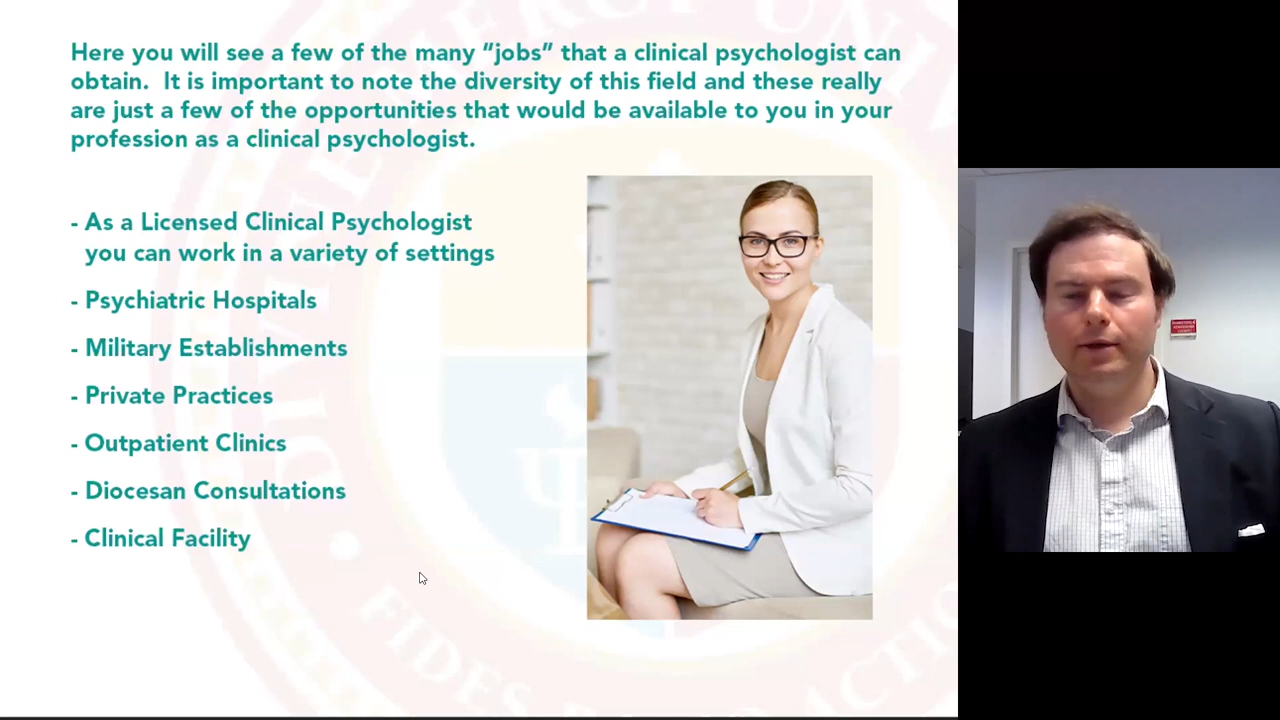 Here you will see a few of the many “jobs” that a clinical psychologist can
obtain.  It is important to note the diversity of this field and these really
are just a few of the opportunities that would be available to you in your
profession as a clinical psychologist.
- As a Licensed Clinical Psychologist
you can work in a variety of settings
- Psychiatric Hospitals
- Military Establishments
- Private Practices
- Outpatient Clinics
- Diocesan Consultations
- Clinical Facility
FIDES